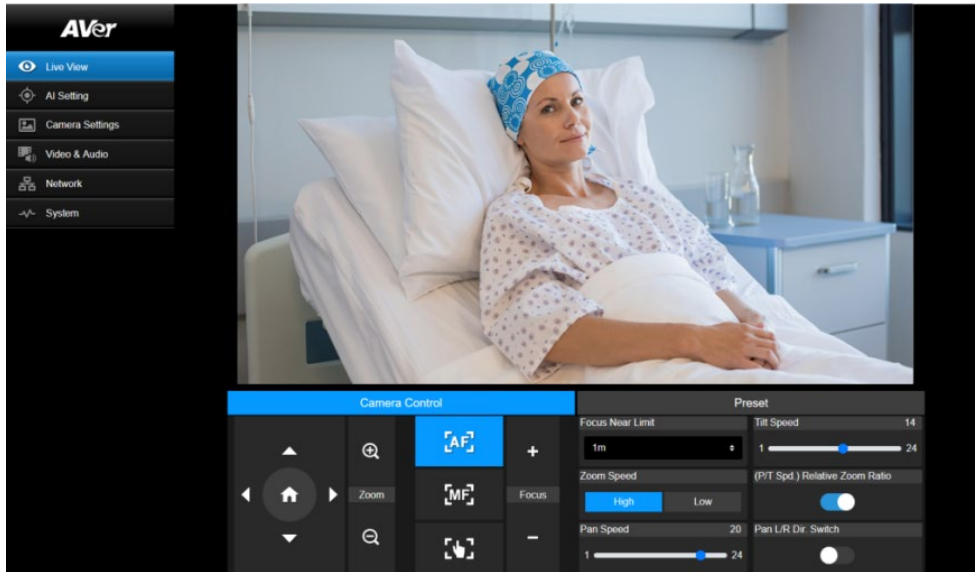 AVer
Live View
AI Setting
Camera Settings
Video & Audio
Network
System
Camera Control
Preset
Zoom
AF
MF
+
Focus
-
Focus Near Limit
1m
Tilt Speed 14
1 24
Zoom Speed
High Low
(P/T Spd.) Relative Zoom Ratio
Pan Speed 20
1 24
Pan L/R Dir. Switch